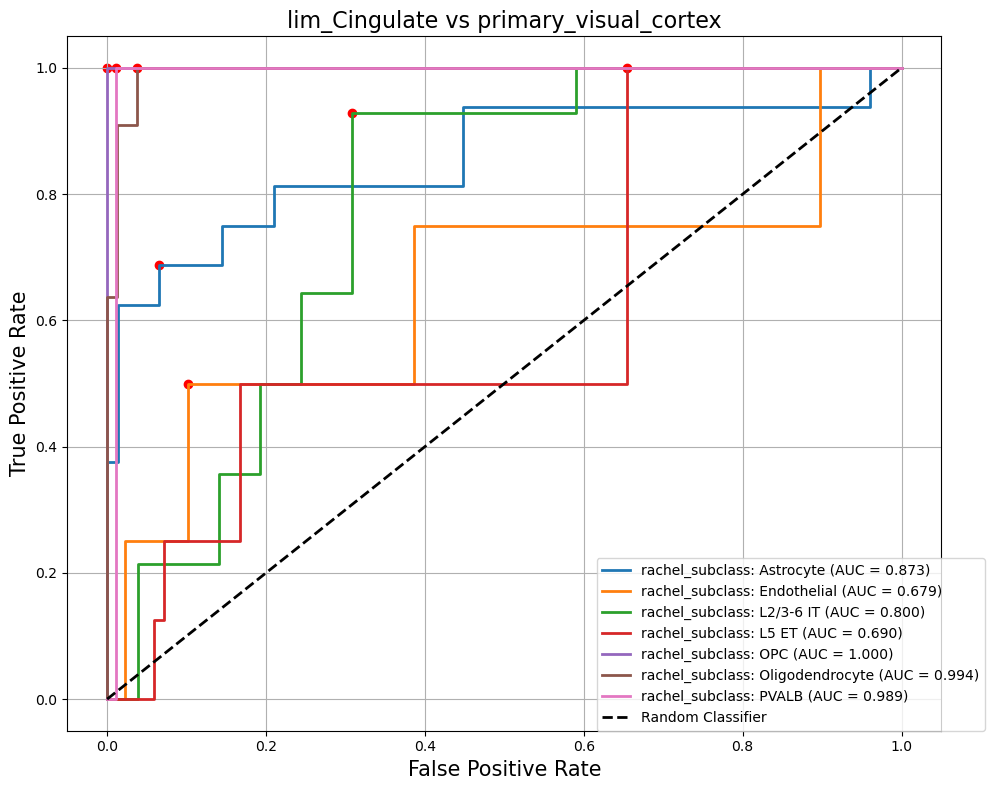 lim_Cingulate vs primary_visual_cortex
True Positive Rate
1.0
0.8
0.6
0.4
0.2
0.0
rachel_subclass: Astrocyte (AUC = 0.873)
rachel_subclass: Endothelial (AUC = 0.679)
rachel_subclass: L2/3-6 IT (AUC = 0.800)
rachel_subclass: L5 ET (AUC = 0.690)
rachel_subclass: OPC (AUC = 1.000)
rachel_subclass: Oligodendrocyte (AUC = 0.994)
rachel_subclass: PVALB (AUC = 0.989)
Random Classifier
0.0 0.2 0.4 0.6 0.8 1.0
False Positive Rate